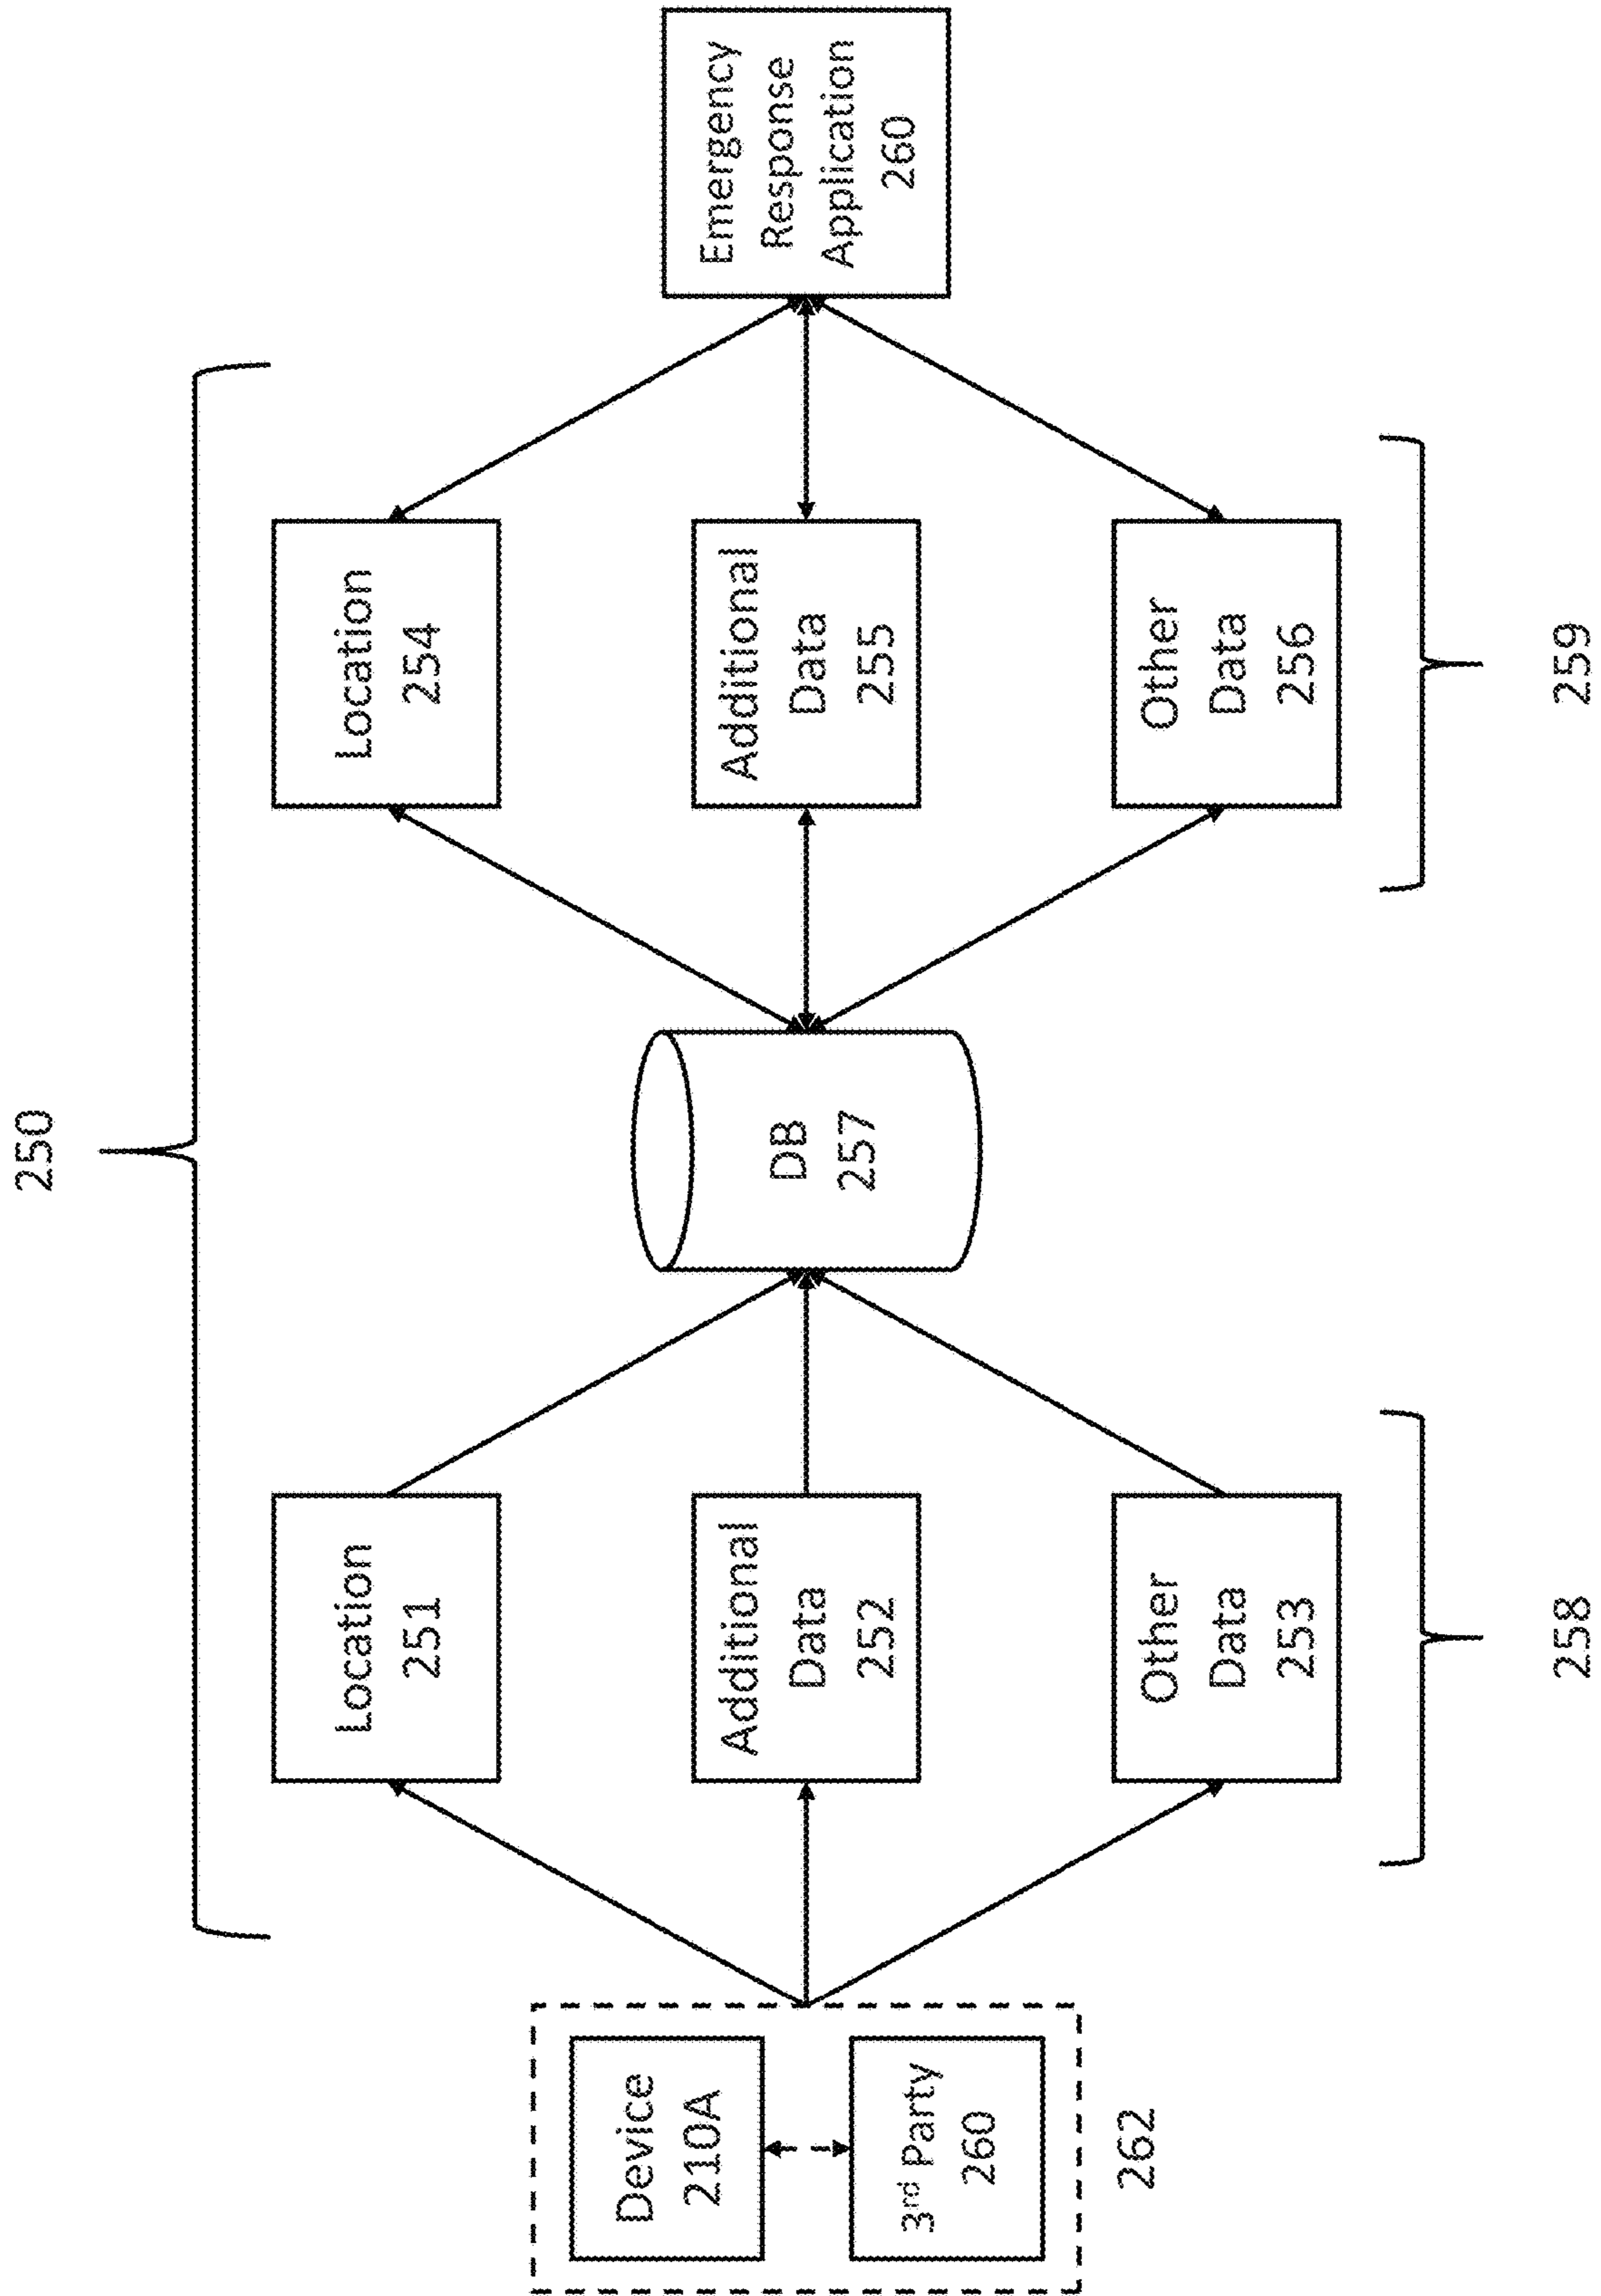 250
Device
210A
3rd Party
260
262
Location
251
Additional
Data
252
Other
Data
253
258
DB
257
Location
254
Additional
Data
255
Other
Data
256
259
Emergency
Response
Application
260